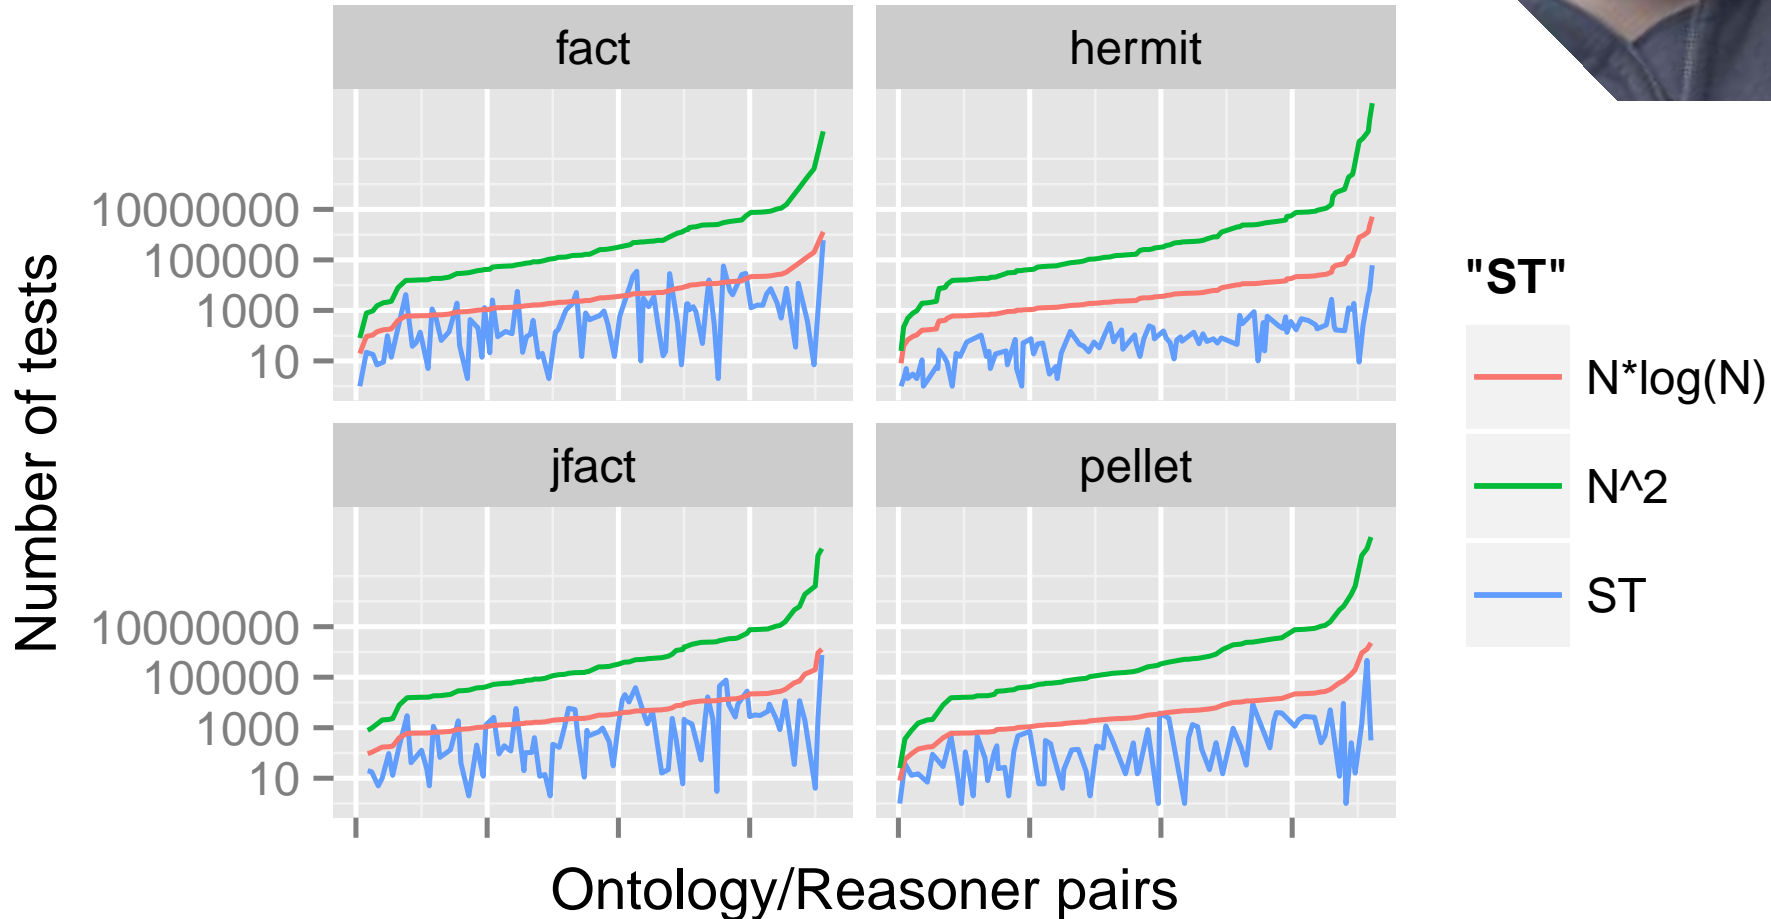 fact
hermit
10000000
100000
1000
10
jfact
pellet
10000000
100000
1000
10
Number of tests
Ontology/Reasoner pairs
"ST"
N*log(N)
N^2
ST